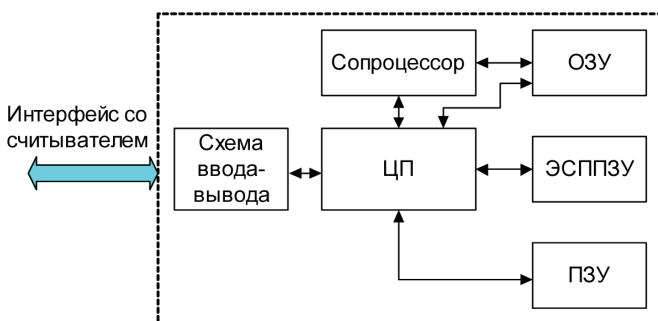 Сопроцессор
ОЗУ
Интерфейс со
считывателем
Схема
ввода-
вывода
ЦП
ЭСППЗУ
ПЗУ